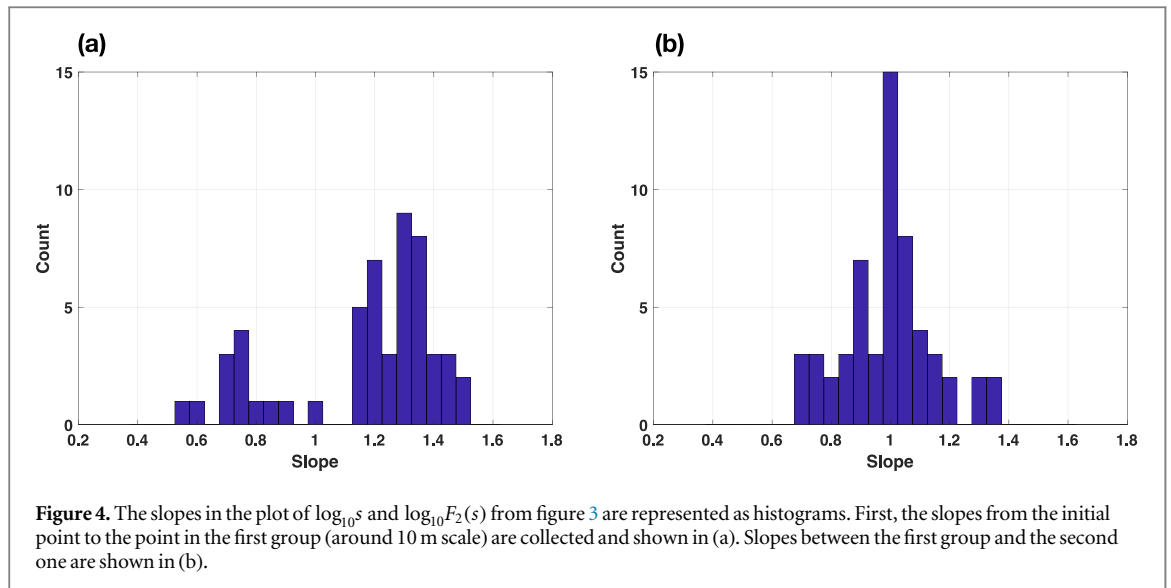 (a)
15
10
5
0
Count
0.2 0.4 0.6 0.8 1 1.2 1.4 1.6 1.8
Slope
(b)
15
10
5
0
Count
0.2 0.4 0.6 0.8 1 1.2 1.4 1.6 1.8
Slope
Figure 4. The slopes in the plot of log₁₀s and log₁₀F₂(s) from figure 3 are represented as histograms. First, the slopes from the initial
point to the point in the first group (around 10 m scale) are collected and shown in (a). Slopes between the first group and the second
one are shown in (b).